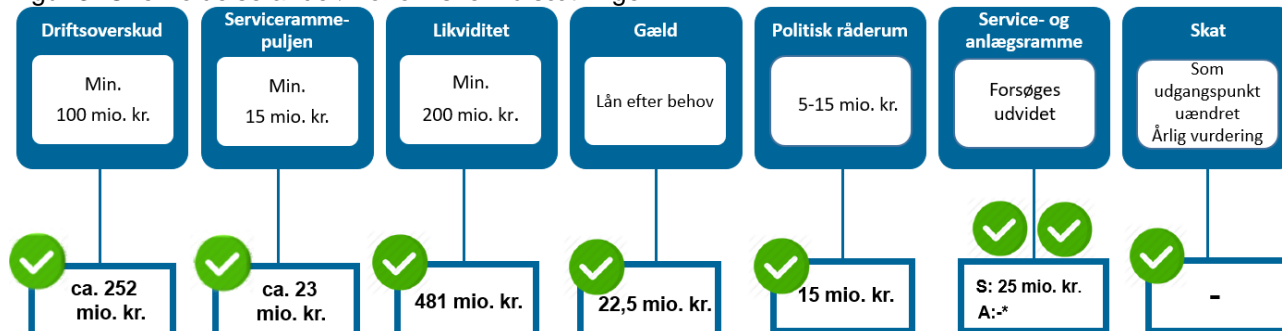 Driftsoverskud
Min.
100 mio. kr.
ca. 252
mio. kr.
Serviceramme-
puljen
Min.
15 mio. kr.
ca. 23
mio. kr.
Likviditet
Min.
200 mio. kr.
481 mio. kr.
Gæld
Lån efter behov
22,5 mio. kr.
Politisk råderum
5-15 mio. kr.
15 mio. kr.
Service- og
anlægsramme
Forsøges
udvidet
S: 25 mio. kr.
A:-*
Skat
Som
udgangspunkt
uændret
Årlig vurdering
-